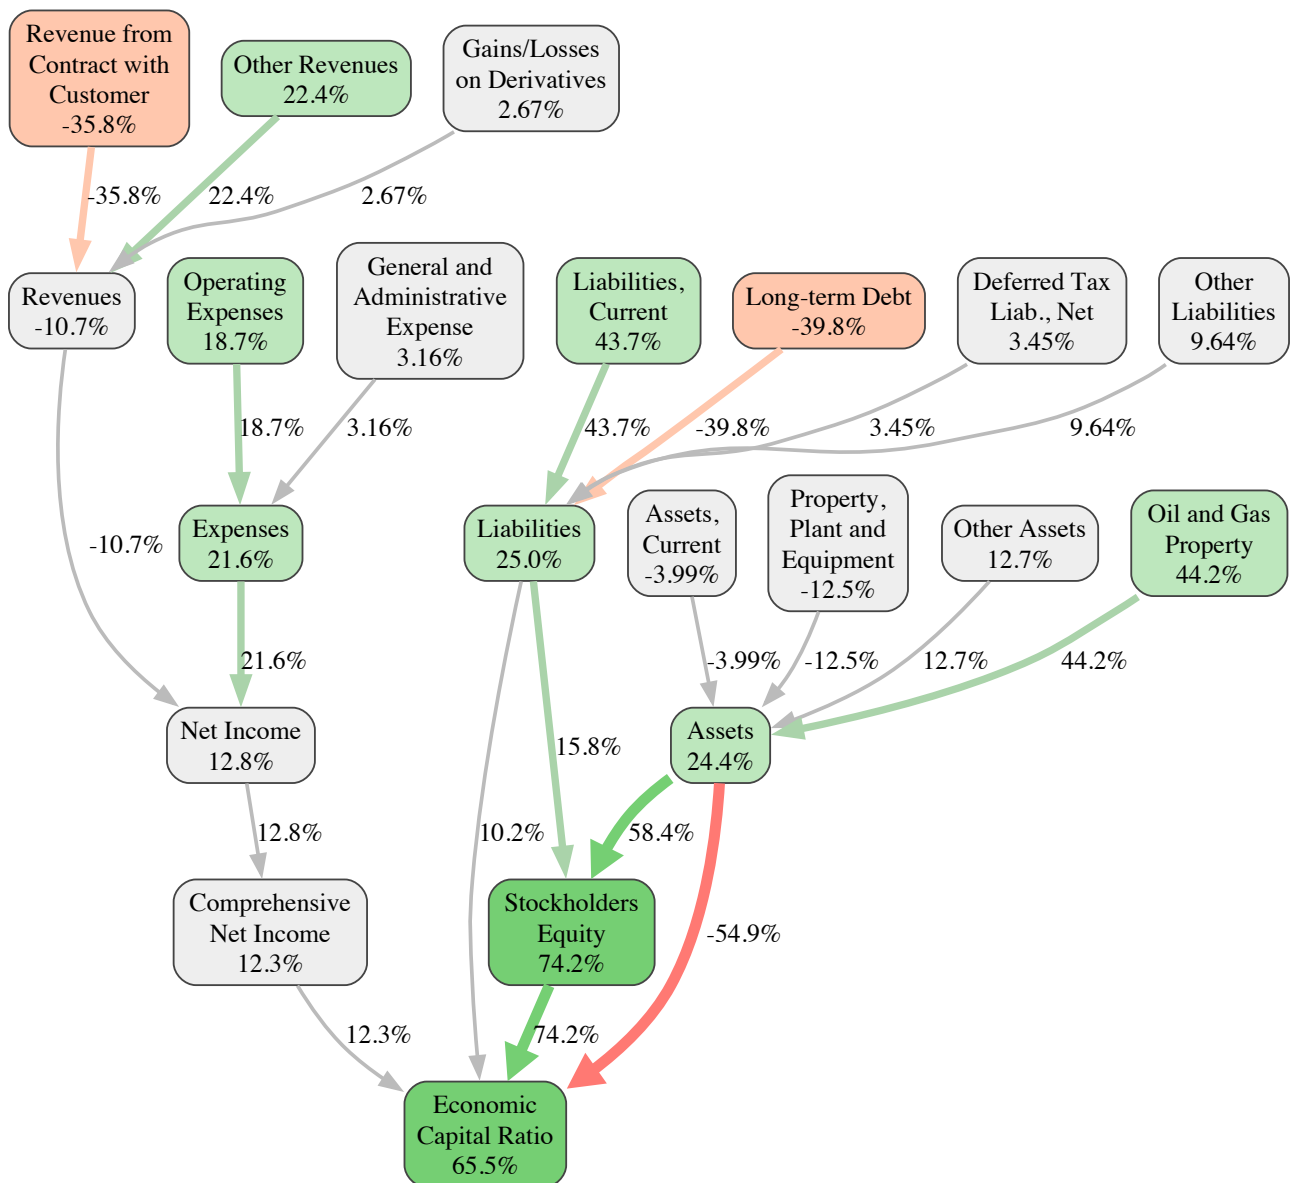 Revenue from
Contract with
Customer
-35.8%
Other Revenues
22.4%
Gains/Losses
on Derivatives
2.67%
-35.8%
22.4%
2.67%
Revenues
-10.7%
Operating
Expenses
18.7%
General and
Administrative
Expense
3.16%
Liabilities,
Current
43.7%
Long-term Debt
-39.8%
Deferred Tax
Liab., Net
3.45%
Other
Liabilities
9.64%
18.7%
3.16%
43.7%
-39.8%
3.45%
9.64%
-10.7%
Expenses
21.6%
Liabilities
25.0%
Assets,
Current
-3.99%
Property,
Plant and
Equipment
-12.5%
Other Assets
12.7%
Oil and Gas
Property
44.2%
21.6%
-3.99%
-12.5%
12.7%
44.2%
Net Income
12.8%
15.8%
Assets
24.4%
12.8%
10.2%
58.4%
Comprehensive
Net Income
12.3%
Stockholders
Equity
74.2%
-54.9%
12.3%
74.2%
Economic
Capital Ratio
65.5%